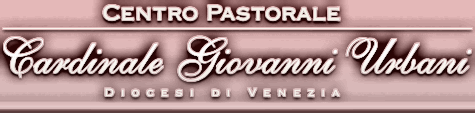 CENTRO PASTORALE
Cardinale Giovanni Urbani
DIOCESI DI VENEZIA